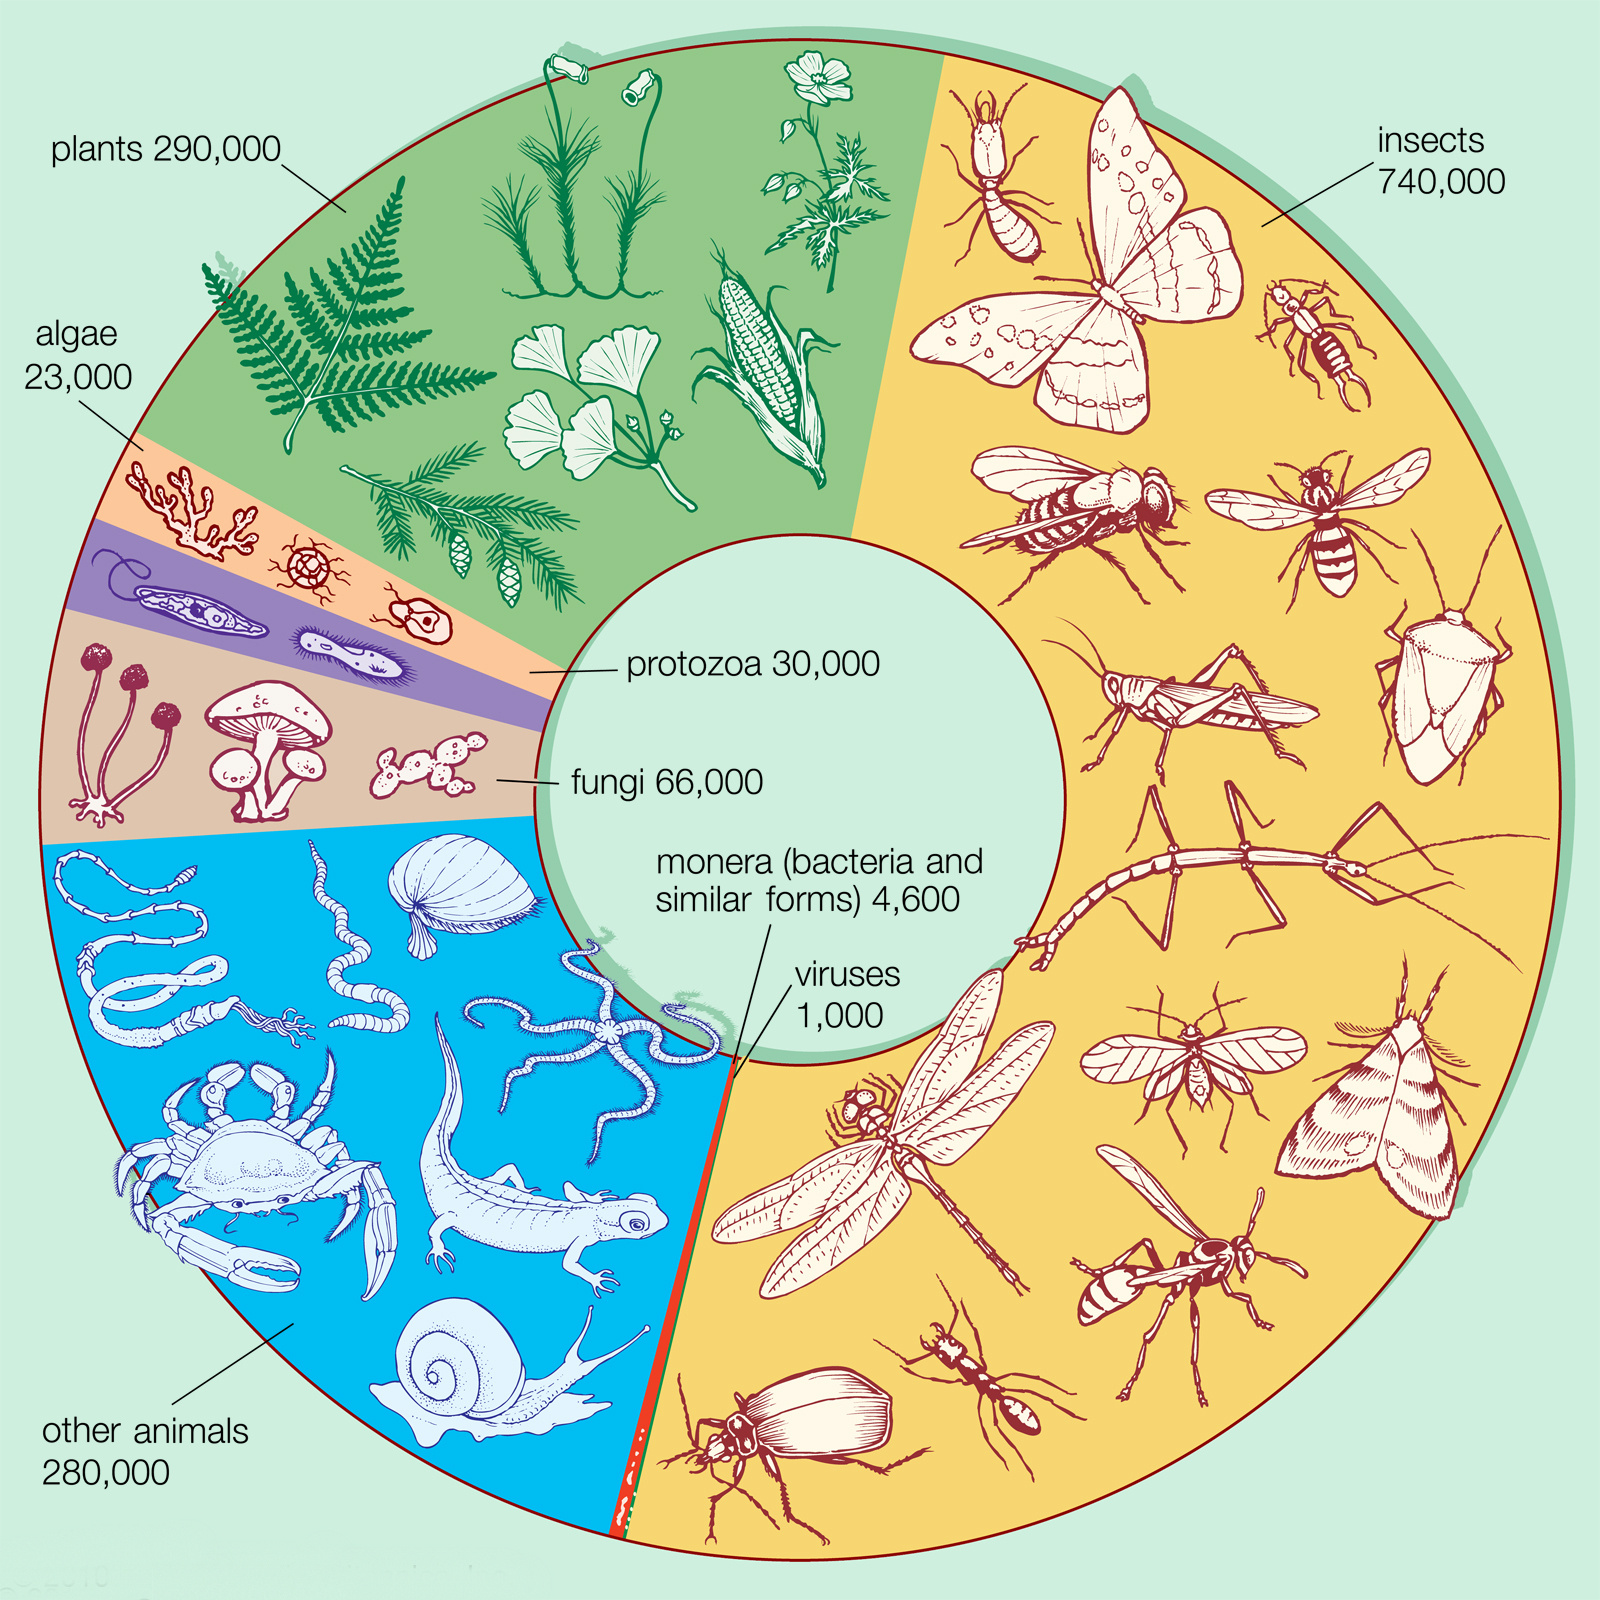 plants 290,000
insects
740,000
algae
23,000
protozoa 30,000
fungi 66,000
monera (bacteria and
similar forms) 4,600
viruses
1,000
other animals
280,000